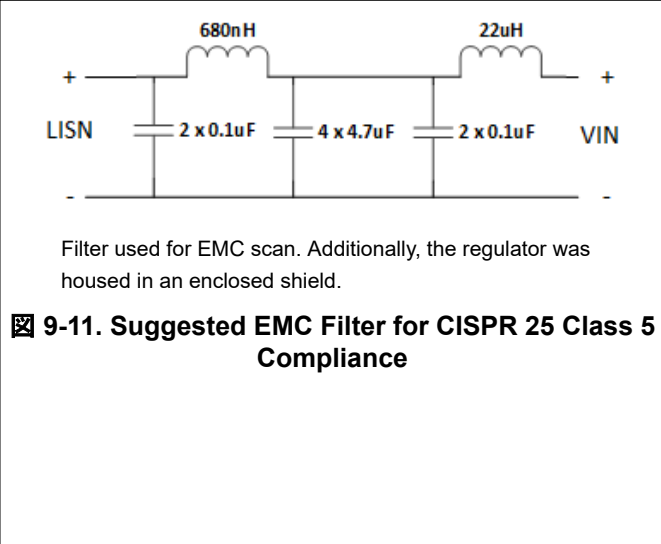 680nH 22uH
+ +
LISN 2 x 0.1uF 4 x 4.7uF 2 x 0.1uF VIN
- -
Filter used for EMC scan. Additionally, the regulator was
housed in an enclosed shield.
図 9-11. Suggested EMC Filter for CISPR 25 Class 5
Compliance